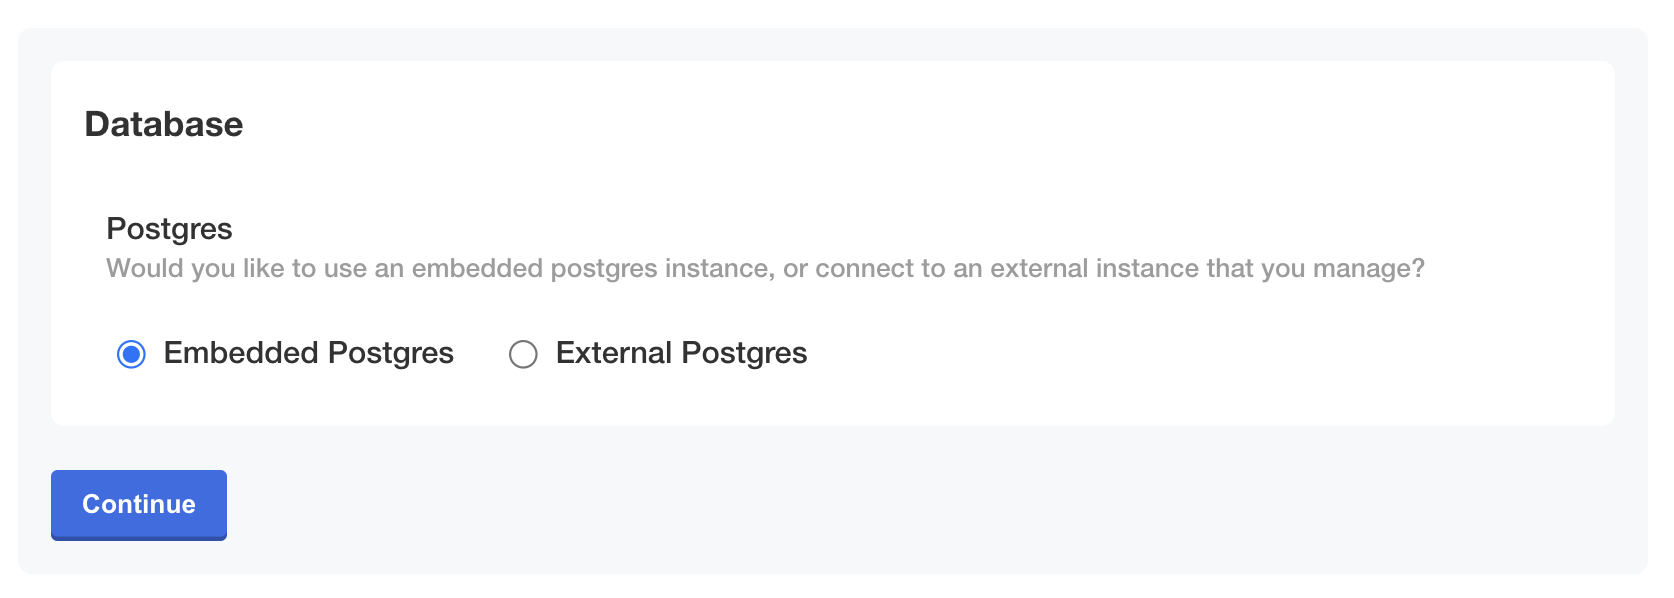 Database
Postgres
Would you like to use an embedded postgres instance, or connect to an external instance that you manage?
Embedded Postgres External Postgres
Continue